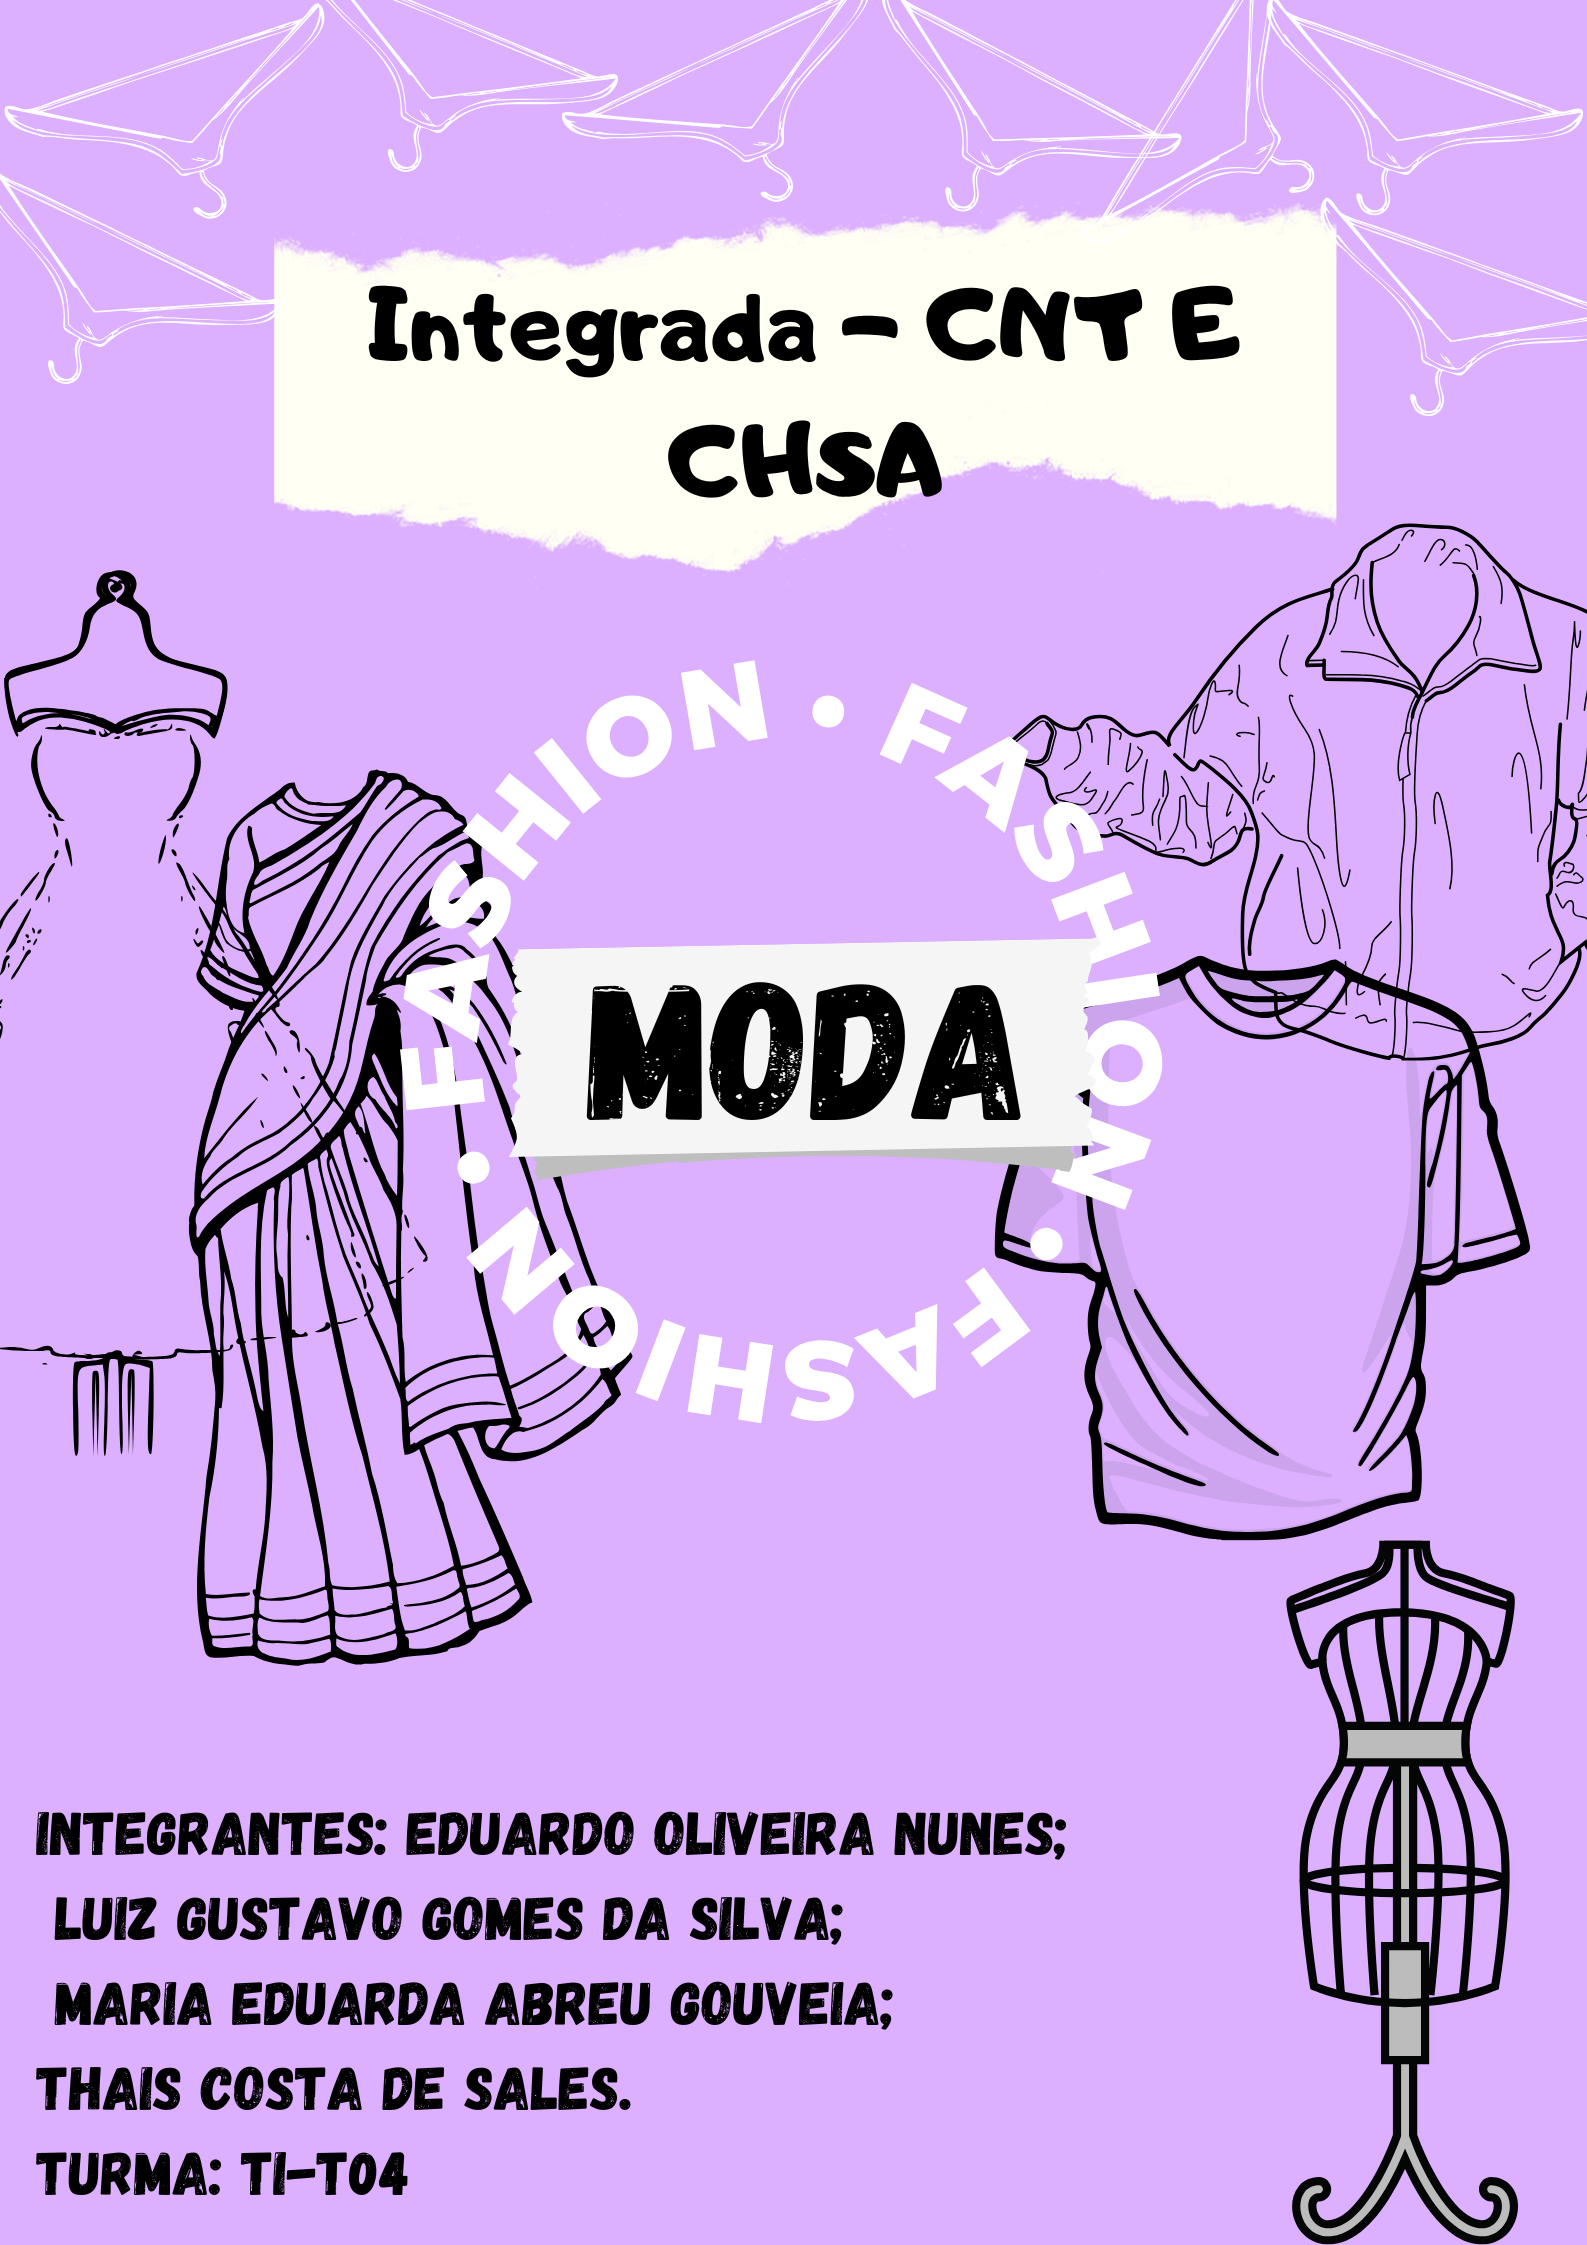 Integrada - CNT E
CHSA
FASHION • FASHION • FASHION •
MODA
INTEGRANTES: EDUARDO OLIVEIRA NUNES;
LUIZ GUSTAVO GOMES DA SILVA;
MARIA EDUARDA ABREU GOUVEIA;
THAIS COSTA DE SALES.
TURMA: TI-T04